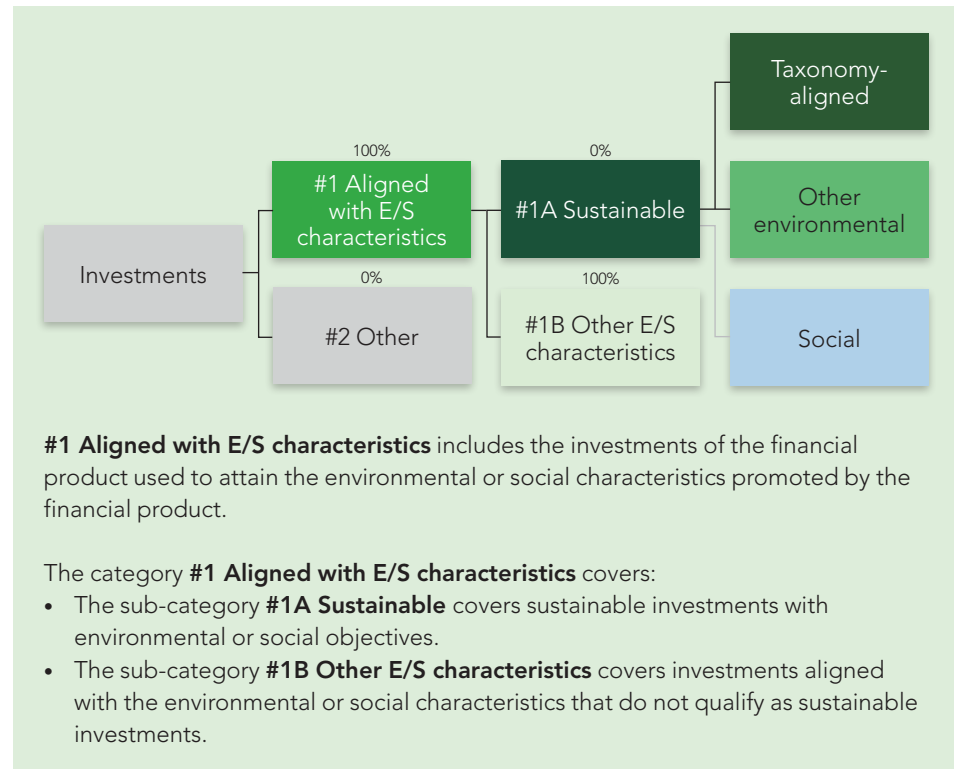 Taxonomy-
aligned
100%
0%
#1 Aligned
with E/S
characteristics
#1A Sustainable
Other
environmental
Investments
0%
100%
#2 Other
#1B Other E/S
characteristics
Social
#1 Aligned with E/S characteristics includes the investments of the financial
product used to attain the environmental or social characteristics promoted by the
financial product.
The category #1 Aligned with E/S characteristics covers:
• The sub-category #1A Sustainable covers sustainable investments with
environmental or social objectives.
• The sub-category #1B Other E/S characteristics covers investments aligned
with the environmental or social characteristics that do not qualify as sustainable
investments.